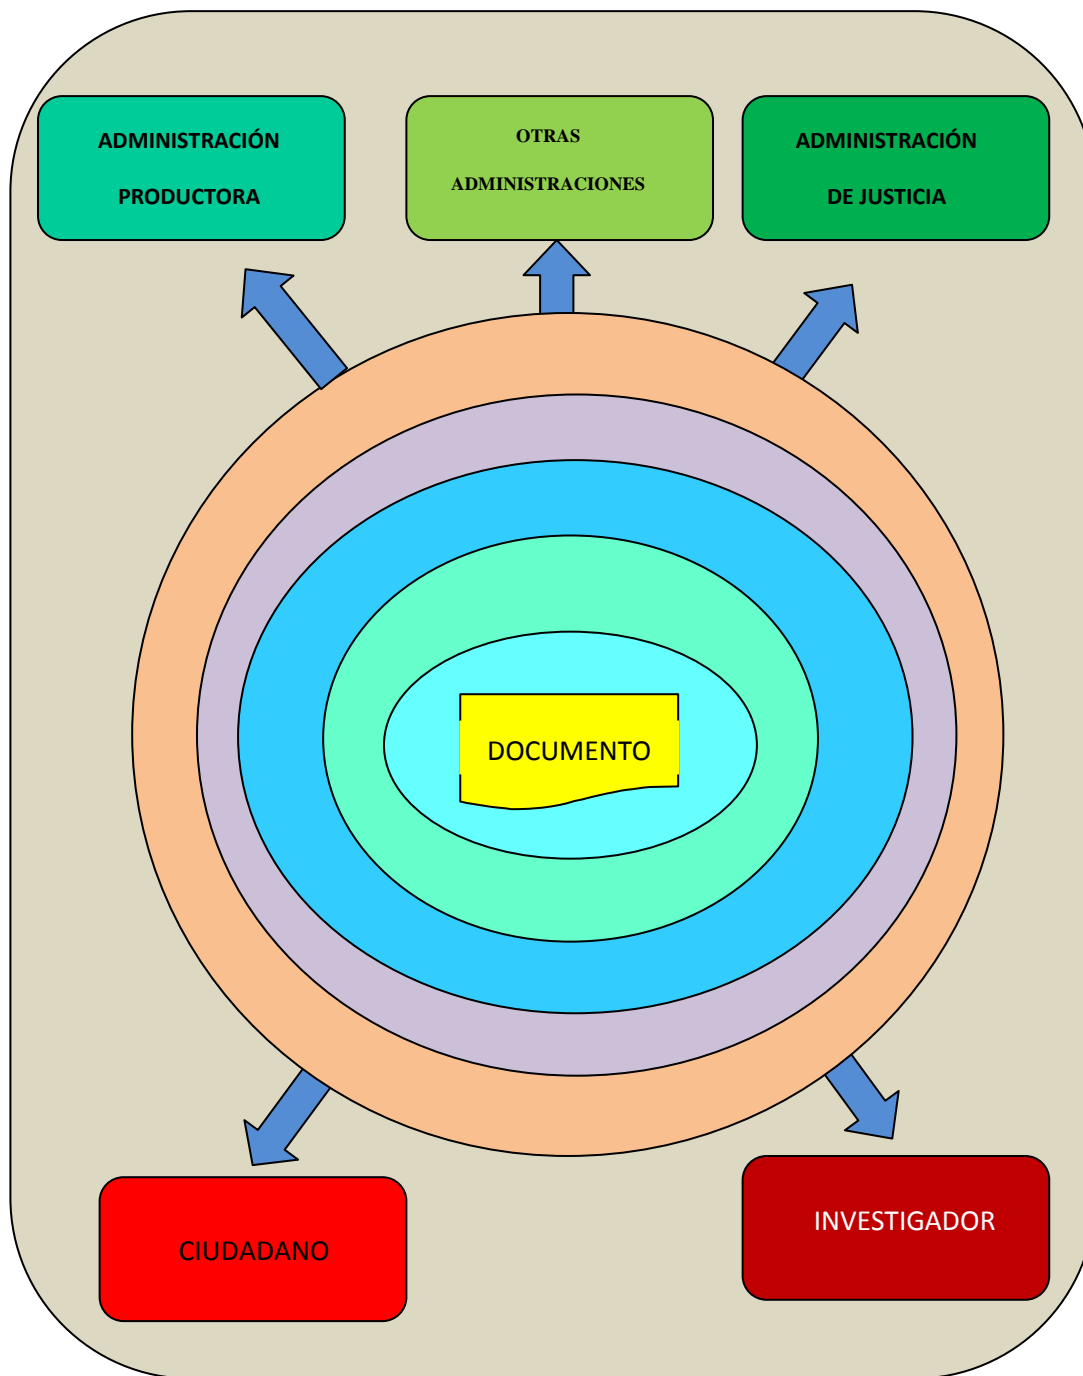 ADMINISTRACIÓN
PRODUCTORA
OTRAS
ADMINISTRACIONES
ADMINISTRACIÓN
DE JUSTICIA
DOCUMENTO
CIUDADANO
INVESTIGADOR